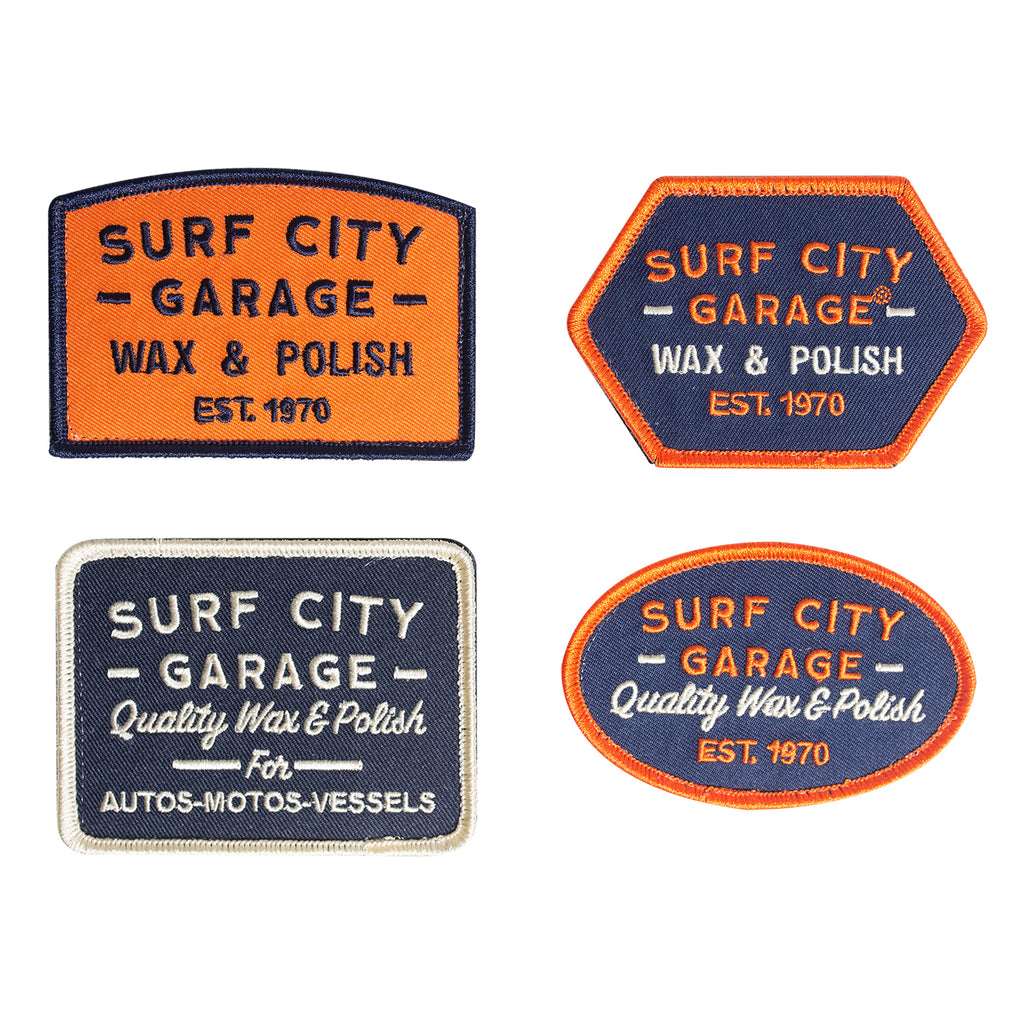 SURF CITY
- GARAGE -
WAX & POLISH
EST. 1970
SURF CITY
- GARAGE® -
WAX & POLISH
EST. 1970
SURF CITY
- GARAGE -
Quality Wax & Polish
— For —
AUTOS-MOTOS-VESSELS
SURF CITY
- GARAGE -
Quality Wax & Polish
EST. 1970